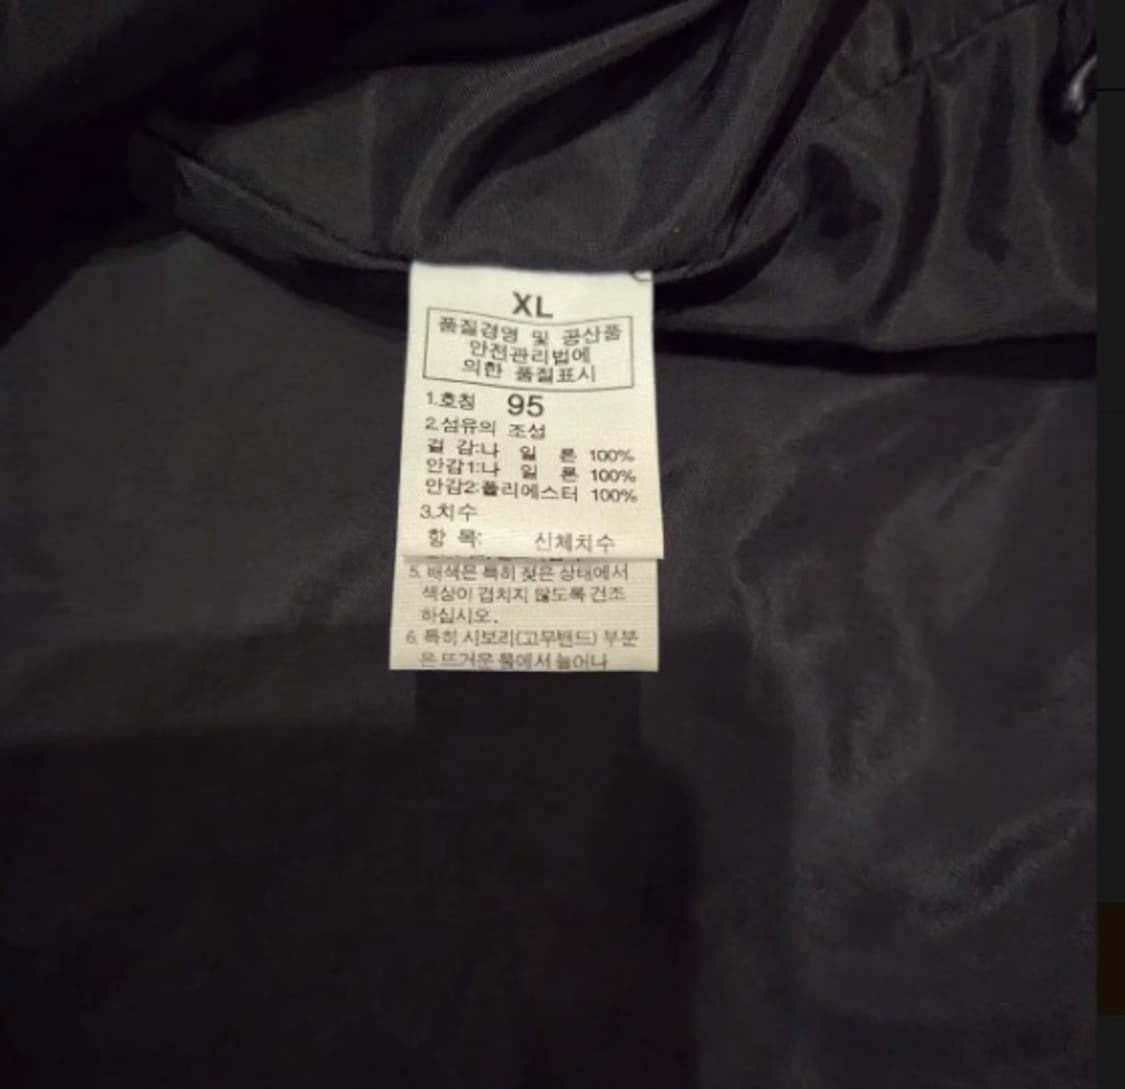 XL
품질경영 및 공산품
안전관리법에
의한 품질표시
1.호칭 95
2.섬유의 조성
겉 감:나 일 론 100%
안감1:나 일 론 100%
안감2:폴리에스터 100%
3.치수
항 목: 신체치수
5. 배색은 특히 젖은 상태에서
색상이 겹치지 않도록 건조
하십시오.
6. 특히 시보리(고무밴드) 부분
은 뜨거운 물에서 늘어나